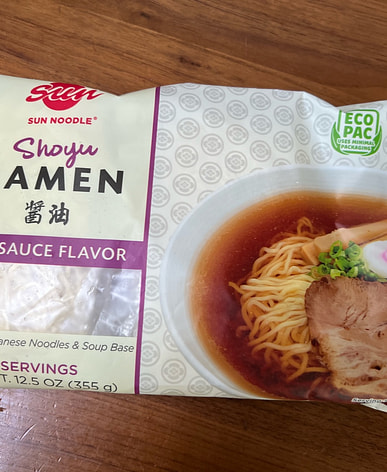 Sun
SUN NOODLE®
Shoyu
AMEN
醤油
SAUCE FLAVOR
anese Noodles & Soup Base
SERVINGS
T. 12.5 OZ (355 g)
ECO
PAC
USES MINIMAL
PACKAGING